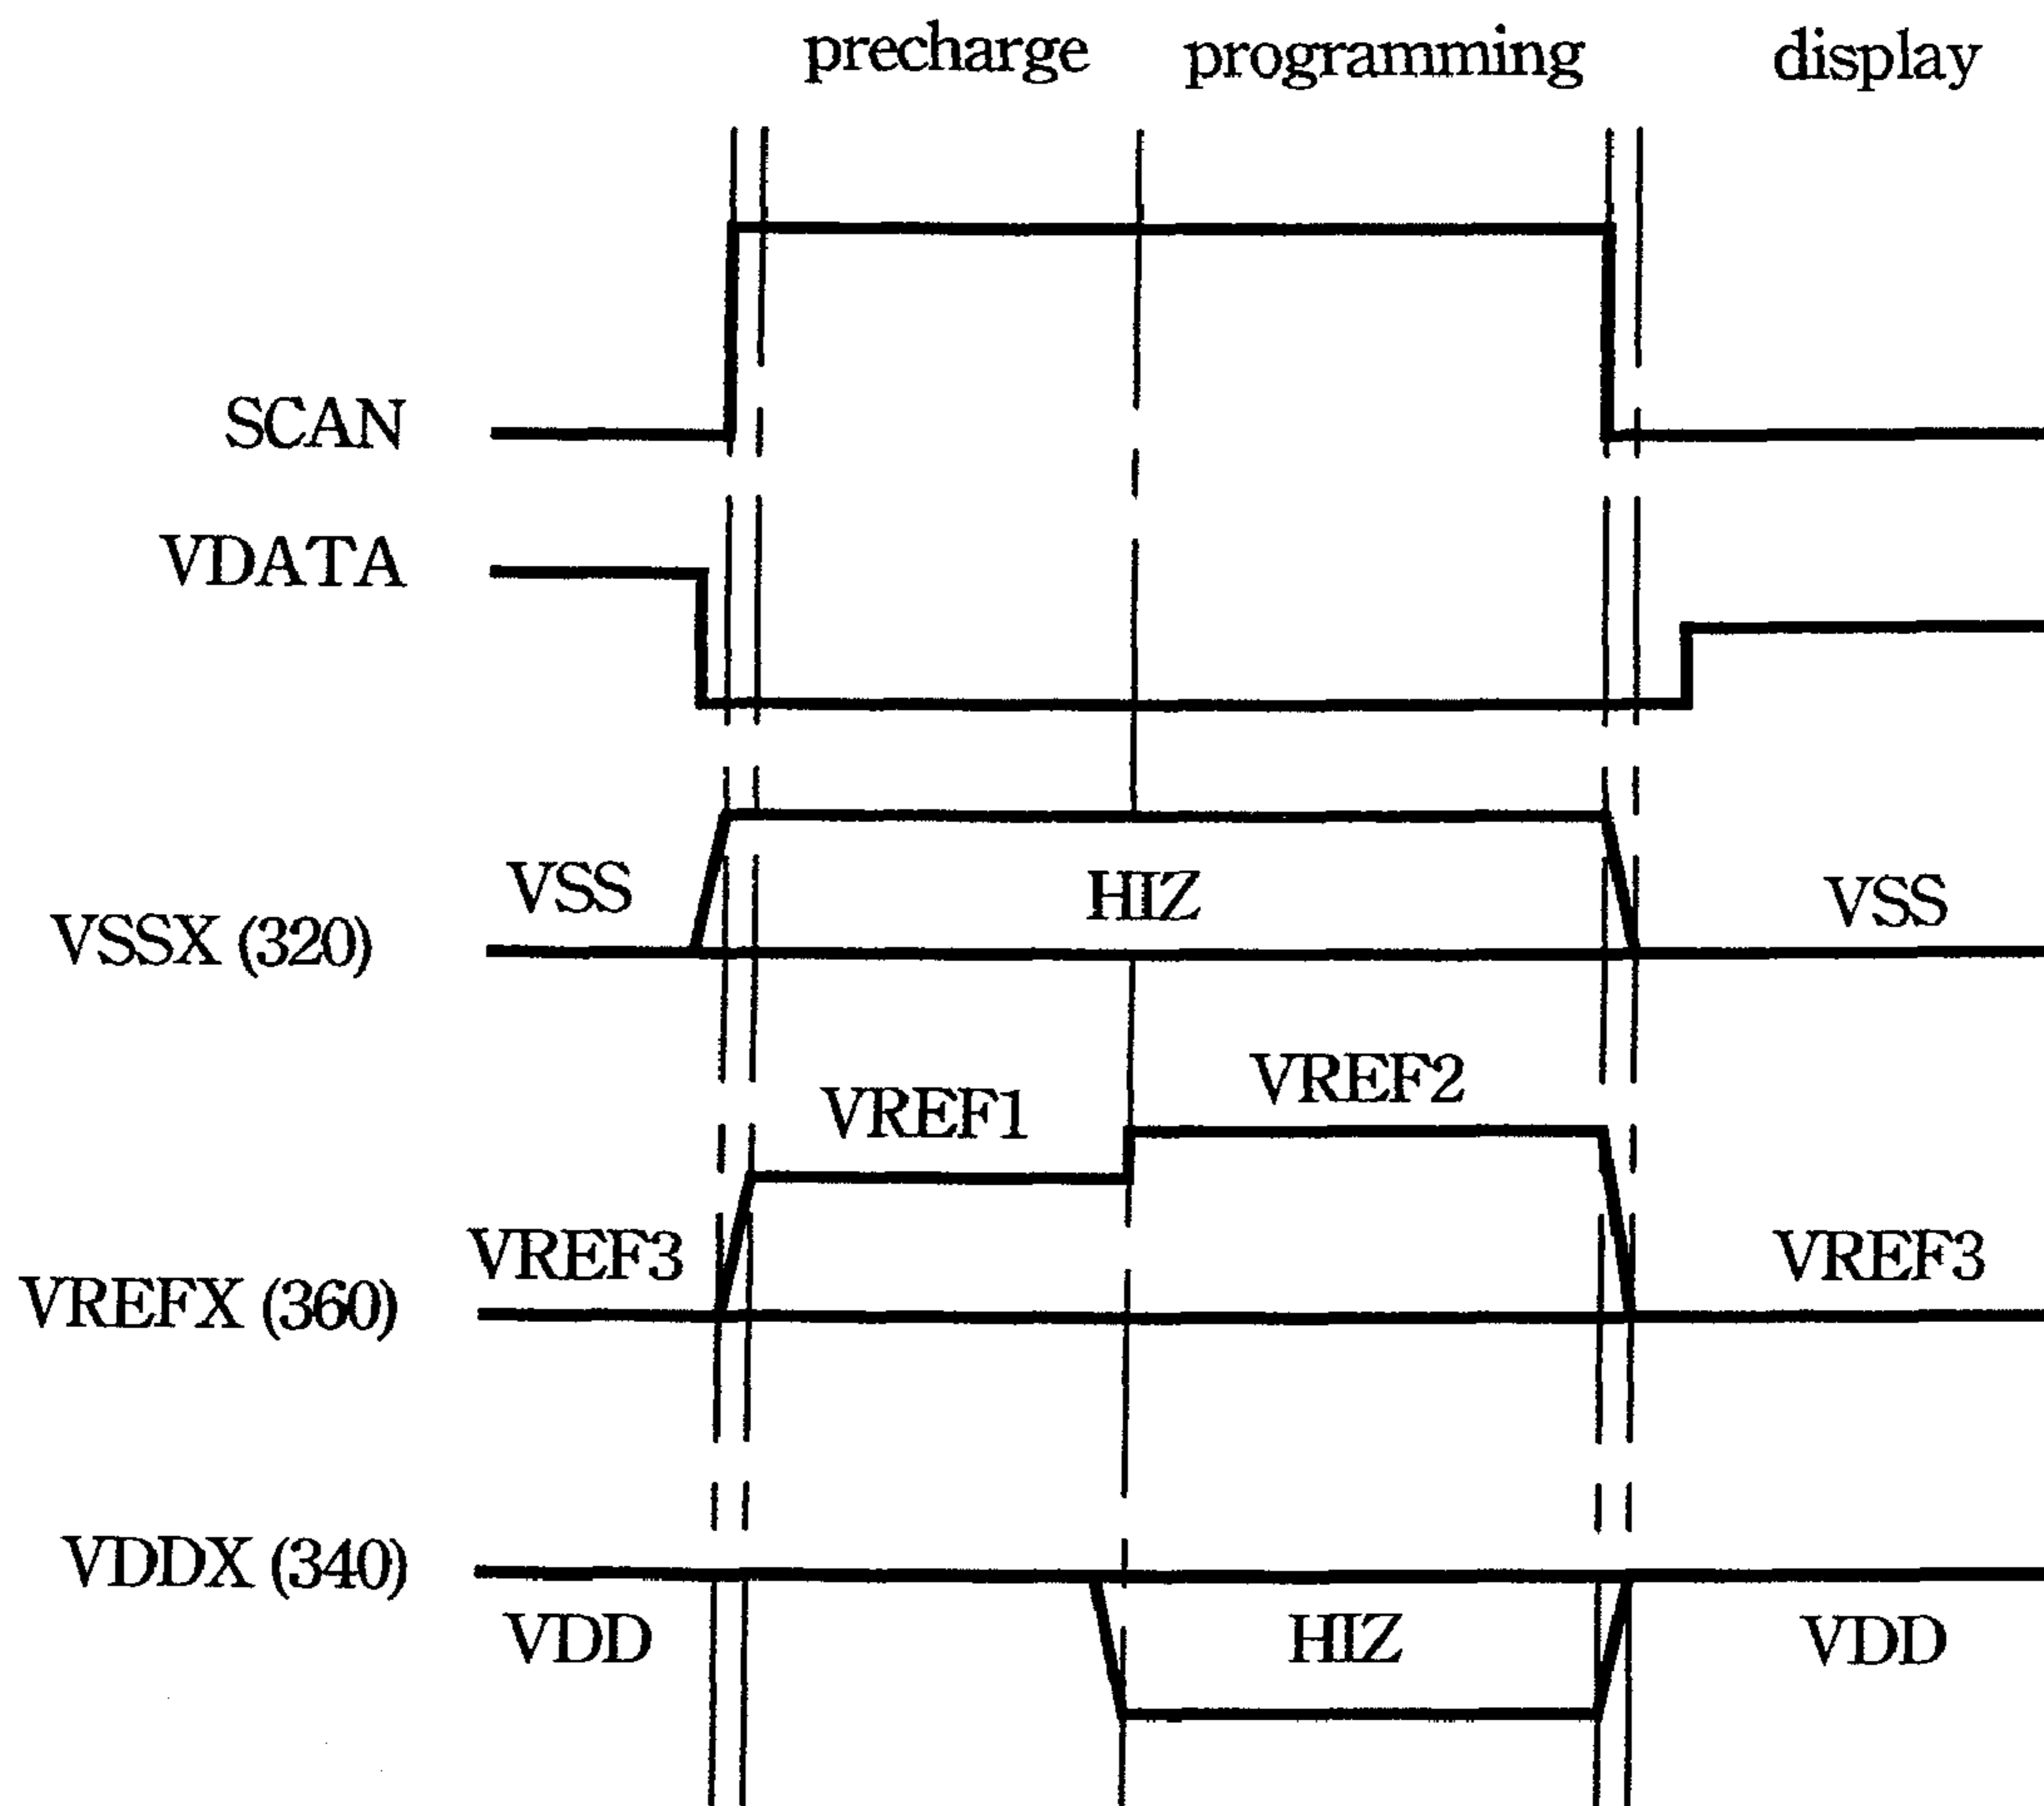 precharge programming display
SCAN
VDATA
VSS HIZ VSS
VSSX (320)
VREF1 VREF2
VREF3 VREF3
VREFX (360)
VDDX (340)
VDD HIZ VDD